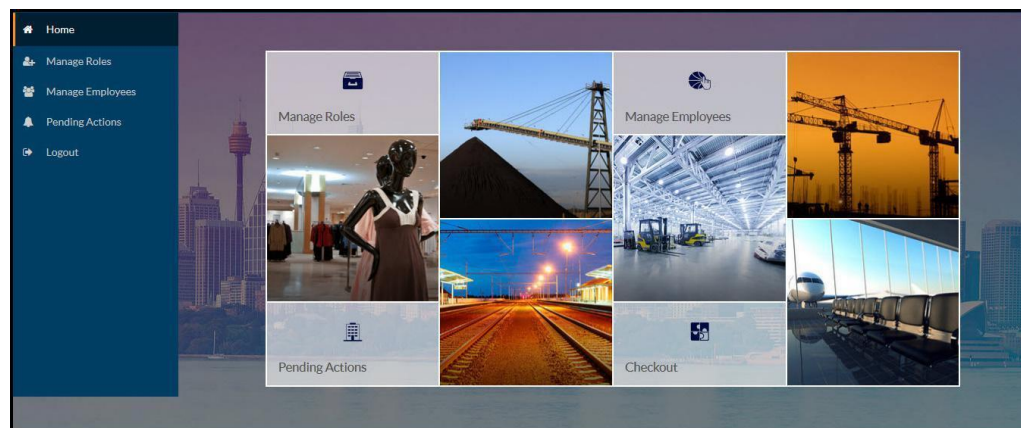 Home
Manage Roles
Manage Employees
Pending Actions
Logout
Manage Roles
Manage Employees
Pending Actions
Checkout